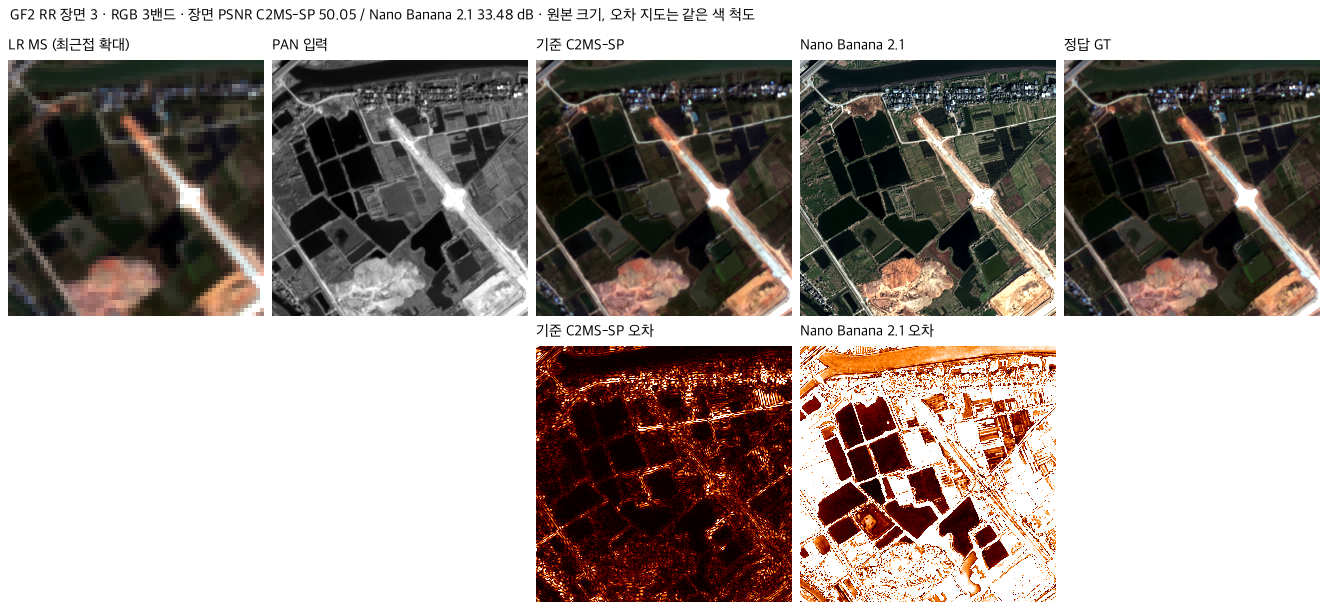 GF2 RR 장면 3 · RGB 3밴드 · 장면 PSNR C2MS-SP 50.05 / Nano Banana 2.1 33.48 dB · 원본 크기, 오차 지도는 같은 색 척도
LR MS (최근접 확대)
PAN 입력
기준 C2MS-SP
Nano Banana 2.1
정답 GT
기준 C2MS-SP 오차
Nano Banana 2.1 오차